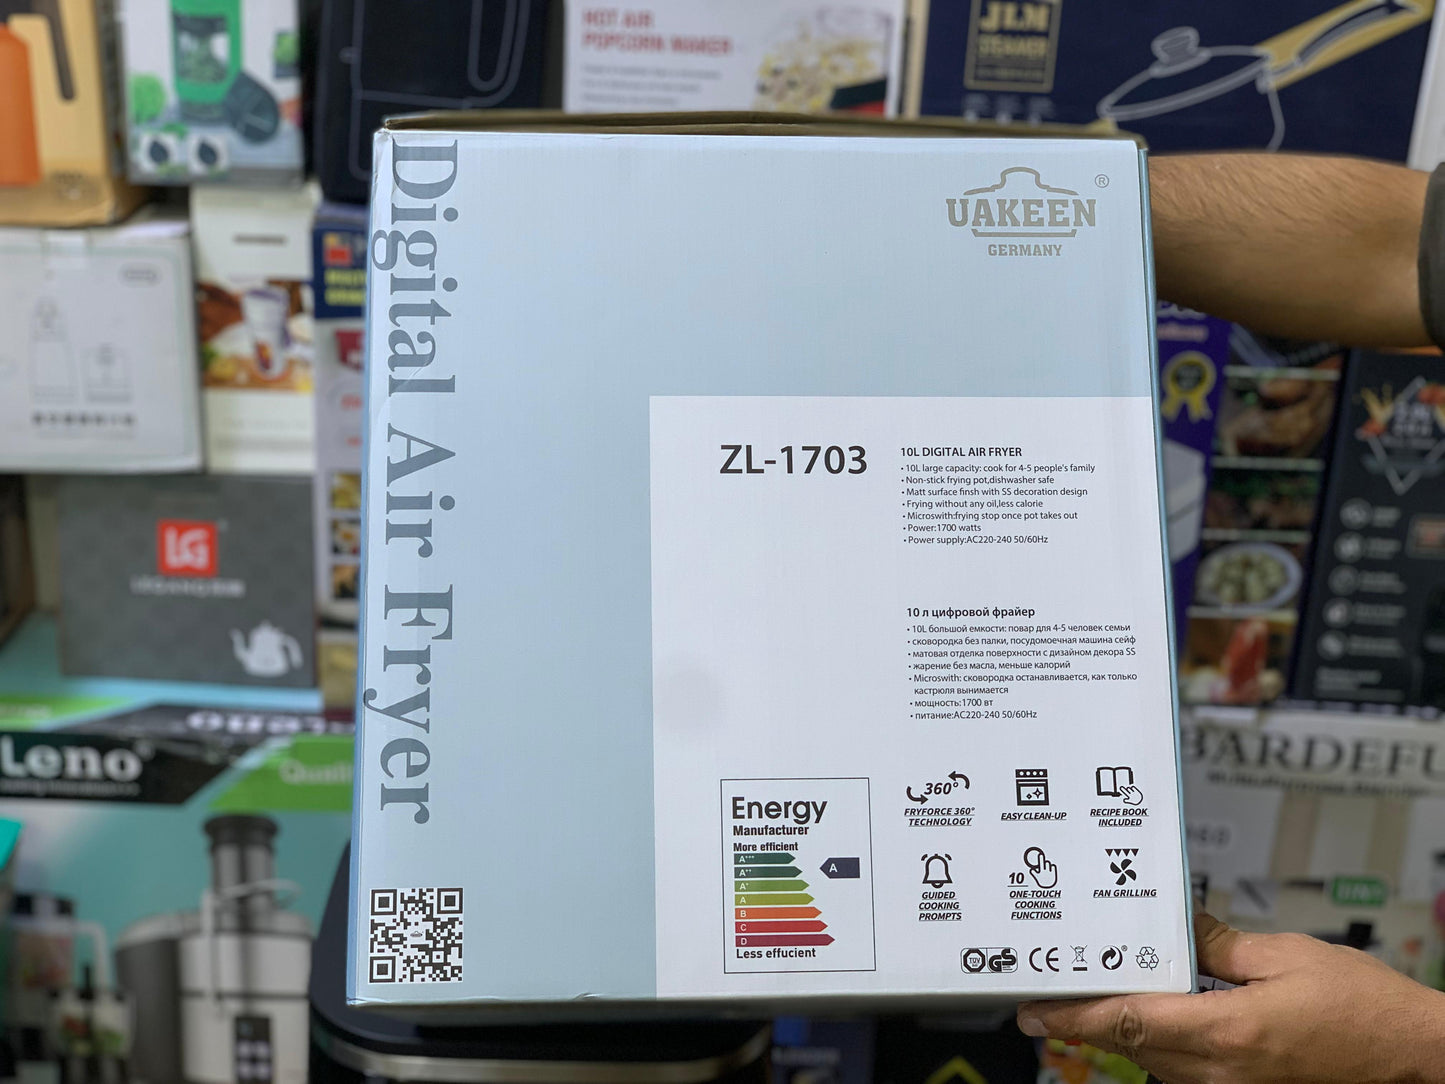 HOT AIR
POPCORN MAKER
JLN
STEAMER
Digital Air Fryer
UAKEEN
®
GERMANY
ZL-1703
10L DIGITAL AIR FRYER
• 10L large capacity: cook for 4-5 people's family
• Non-stick frying pot,dishwasher safe
• Matt surface finsh with SS decoration design
• Frying without any oil,less calorie
• Microswith:frying stop once pot takes out
• Power:1700 watts
• Power supply:AC220-240 50/60Hz
10 л цифровой фрайер
• 10L большой емкости: повар для 4-5 человек семьи
• сковородка без палки, посудомоечная машина сейф
• матовая отделка поверхности с дизайном декора SS
• жарение без масла, меньше калорий
• Microswith: сковородка останавливается, как только
кастрюля вынимается
• мощность:1700 вт
• питание:AC220-240 50/60Hz
Energy
Manufacturer
More efficient
A+++
A++
A+
A
B
C
D
A
Less effucient
360°
FRYFORCE 360°
TECHNOLOGY
EASY CLEAN-UP
RECIPE BOOK
INCLUDED
GUIDED
COOKING
PROMPTS
10
ONE-TOUCH
COOKING
FUNCTIONS
FAN GRILLING
TÜV
GS
CE
LG
Leno
BARDEFU